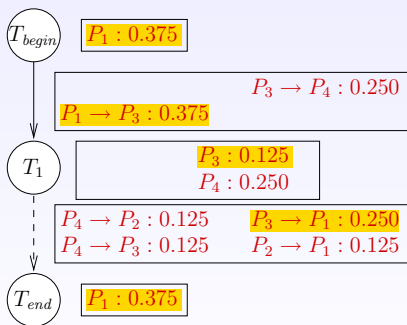 T_begin P_1 : 0.375
P_3 → P_4 : 0.250
P_1 → P_3 : 0.375
T_1 P_3 : 0.125
P_4 : 0.250
P_4 → P_2 : 0.125 P_3 → P_1 : 0.250
P_4 → P_3 : 0.125 P_2 → P_1 : 0.125
T_end P_1 : 0.375